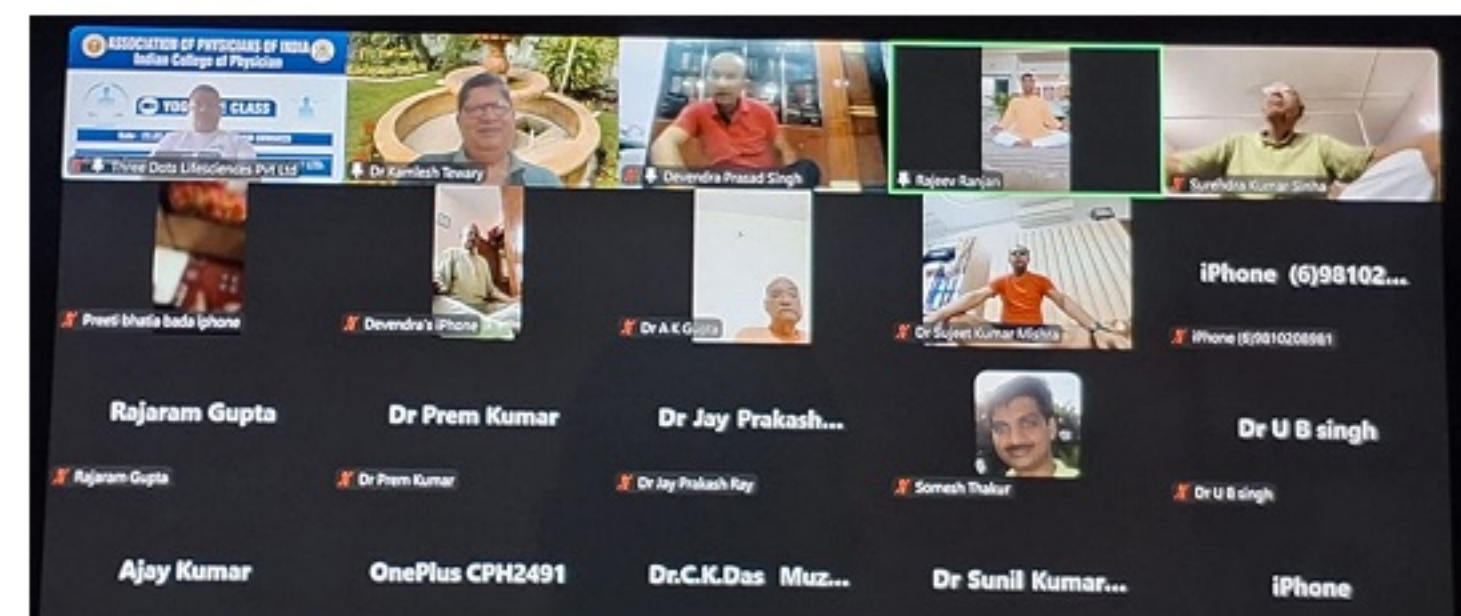 ASSOCIATION OF PHYSICIANS OF INDIA
Indian College of Physician
CLASS
Three Dots Lifesciences Pvt Ltd
Dr Kamlesh Tewary
Devendra Prasad Singh
Rajeev Ranjan
Surendra Kumar Sinha
iPhone (6)98102...
Preeti bhatia bada iphone
Devendra's iPhone
Dr A K Gupta
Dr Sujeet Kumar Mishra
iPhone (6)9810208981
Rajaram Gupta
Dr Prem Kumar
Dr Jay Prakash...
Dr U B singh
Rajaram Gupta
Dr Prem Kumar
Dr Jay Prakash Ray
Somesh Thakur
Dr U B singh
Ajay Kumar
OnePlus CPH2491
Dr.C.K.Das Muz...
Dr Sunil Kumar...
iPhone